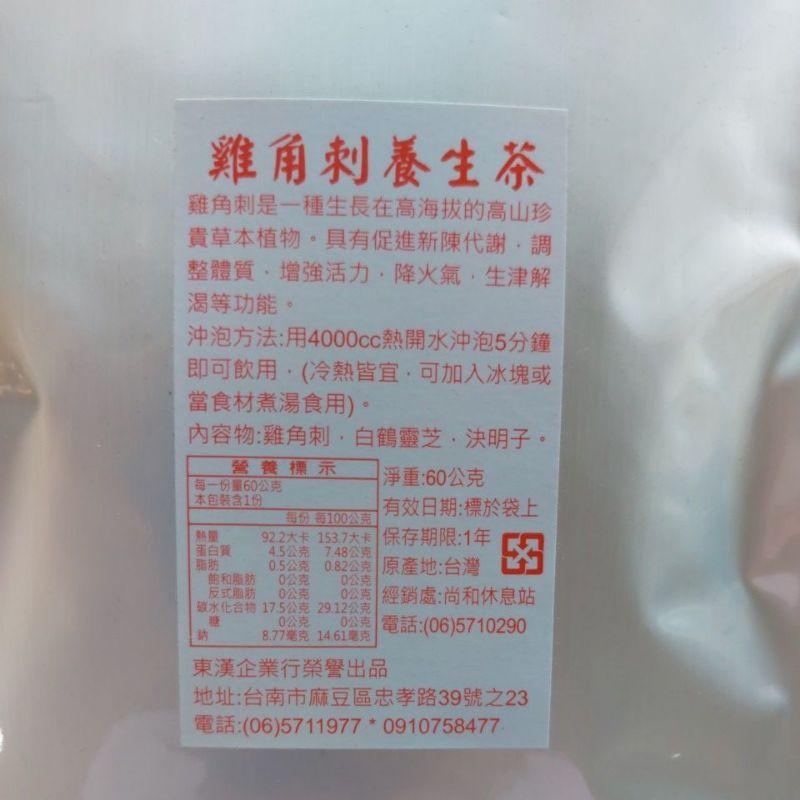 雞角刺養生茶
雞角刺是一種生長在高海拔的高山珍
貴草本植物。具有促進新陳代謝，調
整體質，增強活力，降火氣，生津解
渴等功能。
沖泡方法:用4000cc熱開水沖泡5分鐘
即可飲用，(冷熱皆宜，可加入冰塊或
當食材煮湯食用)。
內容物:雞角刺，白鶴靈芝，決明子。
營養標示
每一份量60公克
本包裝含1份
每份 每100公克
熱量 92.2大卡 153.7大卡
蛋白質 4.5公克 7.48公克
脂肪 0.5公克 0.82公克
飽和脂肪 0公克 0公克
反式脂肪 0公克 0公克
碳水化合物 17.5公克 29.12公克
糖 0公克 0公克
鈉 8.77毫克 14.61毫克
淨重:60公克
有效日期:標於袋上
保存期限:1年
原產地:台灣
經銷處:尚和休息站
電話:(06)5710290
東漢企業行榮譽出品
地址:台南市麻豆區忠孝路39號之23
電話:(06)5711977 * 0910758477